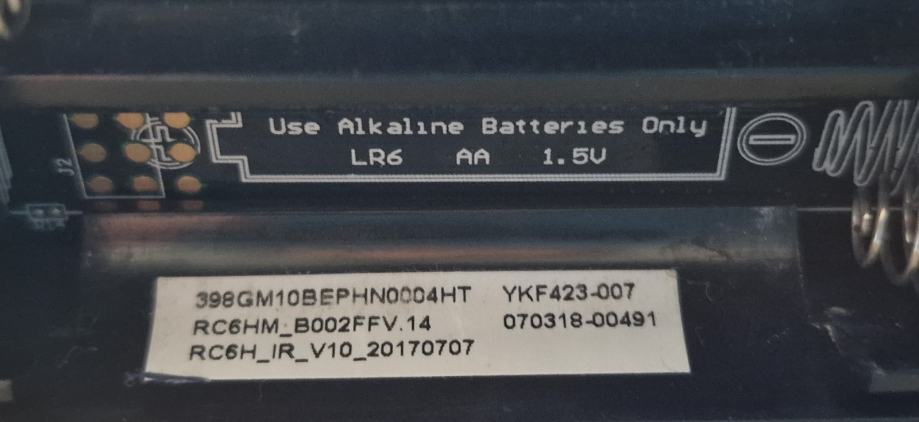 Use Alkaline Batteries Only
LR6 AA 1.5V
J2
398GM10BEPHN0004HT YKF423-007
RC6HM_B002FFV.14 070318-00491
RC6H_IR_V10_20170707